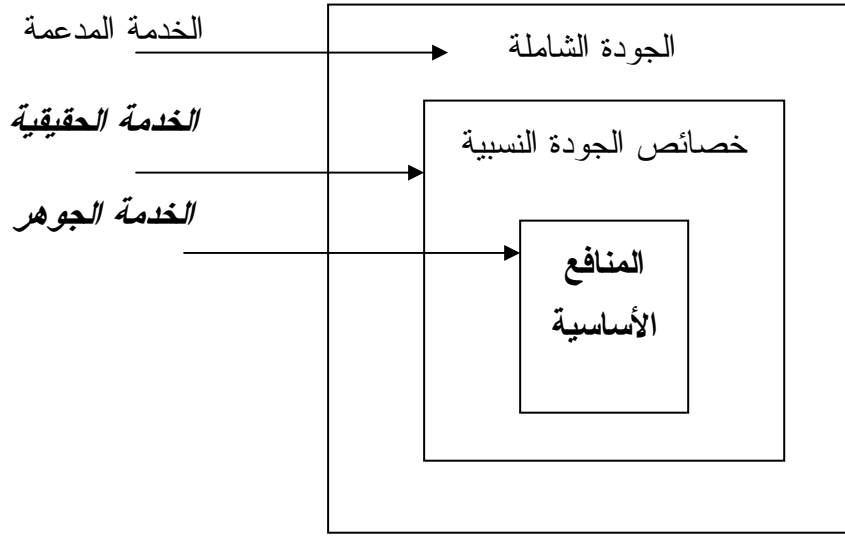 الخدمة المدعمة
الجودة الشاملة
الخدمة الحقيقية
خصائص الجودة النسبية
الخدمة الجوهر
المنافع
الأساسية